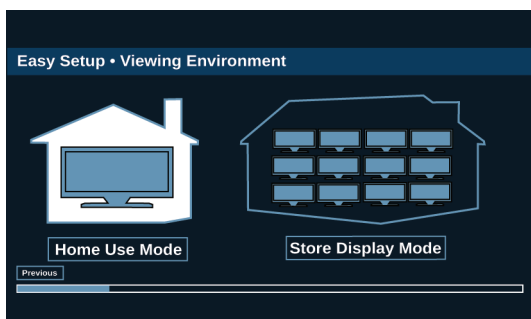 Easy Setup • Viewing Environment
Home Use Mode
Store Display Mode
Previous